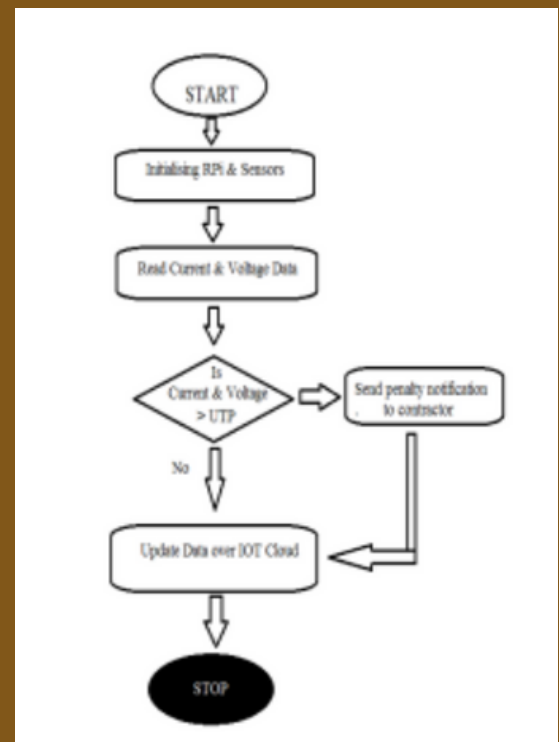 START
Initialising RPi & Sensors
Read Current & Voltage Data
Is
Current & Voltage
> UTP
Send penalty notification
. to contractor
No
Update Data over IOT Cloud
STOP